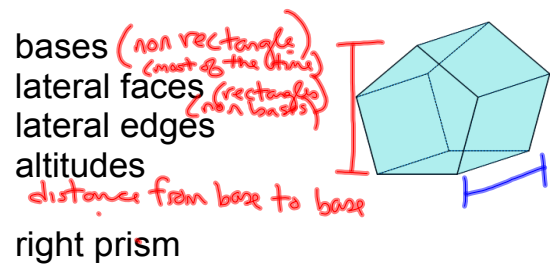 bases (non rectangle)
(most of the time)
lateral faces (rectangles)
(non bases)
lateral edges
altitudes
distance from base to base
right prism